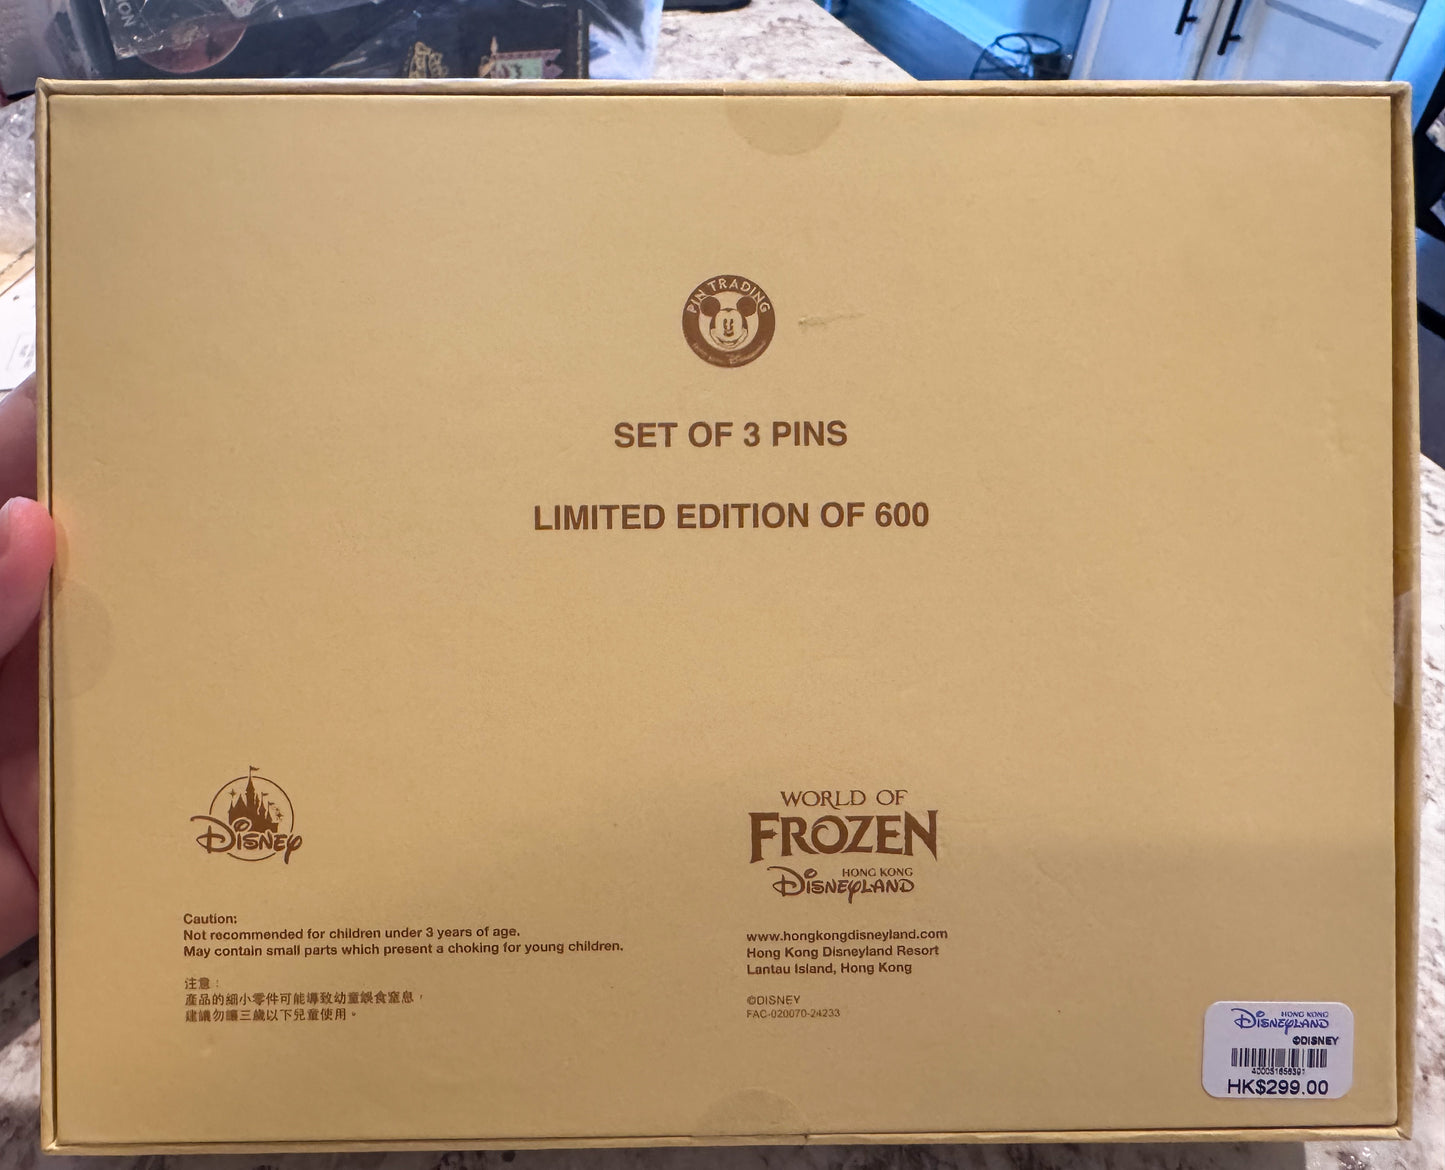 PIN TRADING
SET OF 3 PINS
LIMITED EDITION OF 600
Disney
WORLD OF
FROZEN
HONG KONG
DISNEYLAND
Caution:
Not recommended for children under 3 years of age.
May contain small parts which present a choking for young children.
注意：
產品的細小零件可能導致幼童誤食窒息，
建議勿讓三歲以下兒童使用。
www.hongkongdisneyland.com
Hong Kong Disneyland Resort
Lantau Island, Hong Kong
©DISNEY
FAC-020070-24233
HONG KONG
DISNEYLAND
©DISNEY
HK$299.00